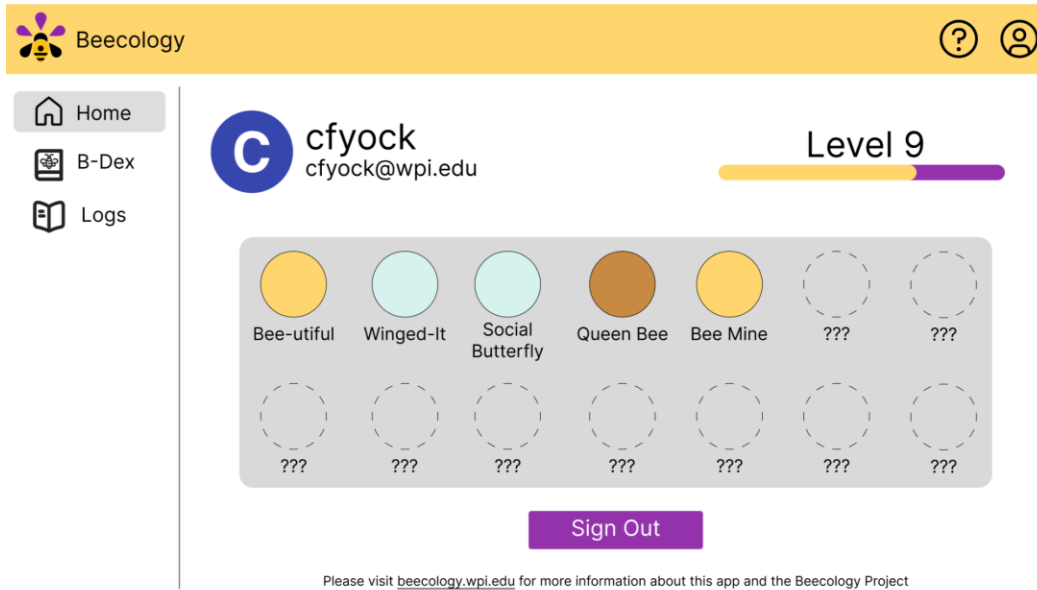 Beecology
Home
B-Dex
Logs
C
cfyock
cfyock@wpi.edu
Level 9
Bee-utiful
Winged-It
Social
Butterfly
Queen Bee
Bee Mine
???
???
???
???
???
???
???
???
???
Sign Out
Please visit beecology.wpi.edu for more information about this app and the Beecology Project